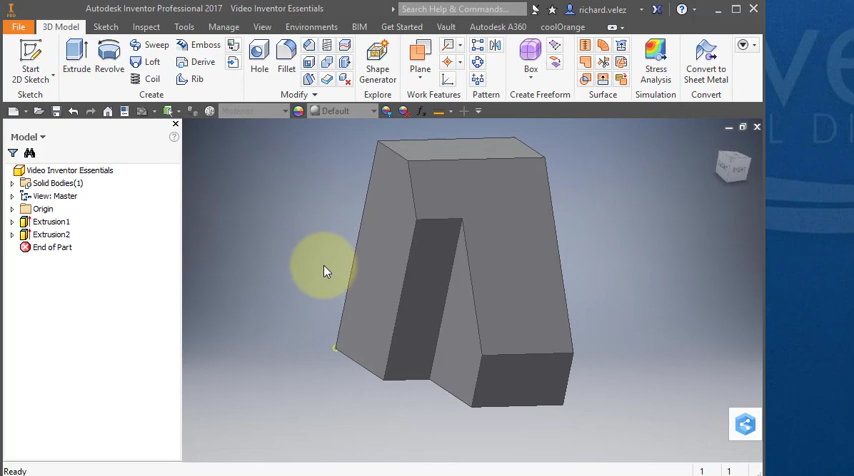 Autodesk Inventor Professional 2017 Video Inventor Essentials
Search Help & Commands...
richard.velez
File 3D Model Sketch Inspect Tools Manage View Environments BIM Get Started Vault Autodesk A360 coolOrange
Start
2D Sketch
Extrude
Revolve
Sweep
Loft
Coil
Emboss
Derive
Rib
Hole
Fillet
Shape
Generator
Plane
Box
Stress
Analysis
Convert to
Sheet Metal
Sketch Create Modify Explore Work Features Pattern Create Freeform Surface Simulation Convert
Default
Model
Video Inventor Essentials
Solid Bodies(1)
View: Master
Origin
Extrusion1
Extrusion2
End of Part
RIGHT
Ready
1 1